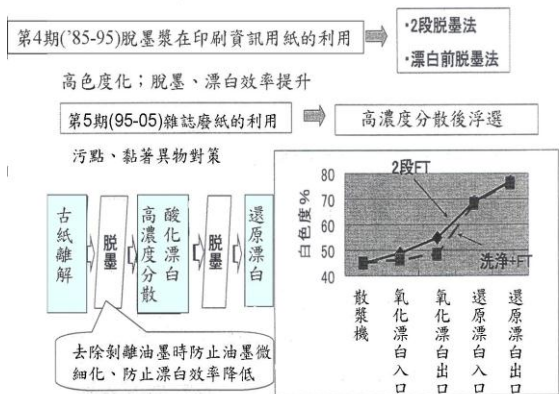 第4期('85-95)脫墨漿在印刷資訊用紙的利用
·2段脫墨法
·漂白前脫墨法
高色度化；脫墨、漂白效率提升
第5期(95-05)雜誌廢紙的利用
高濃度分散後浮選
污點、黏著異物對策
古紙離解
脫墨
高濃度分散
酸化漂白
脫墨
還原漂白
去除剝離油墨時防止油墨微
細化、防止漂白效率降低
白色度%
80
70
60
50
40
2段FT
洗淨+FT
散漿機
氧化漂白入口
氧化漂白出口
還原漂白入口
還原漂白出口